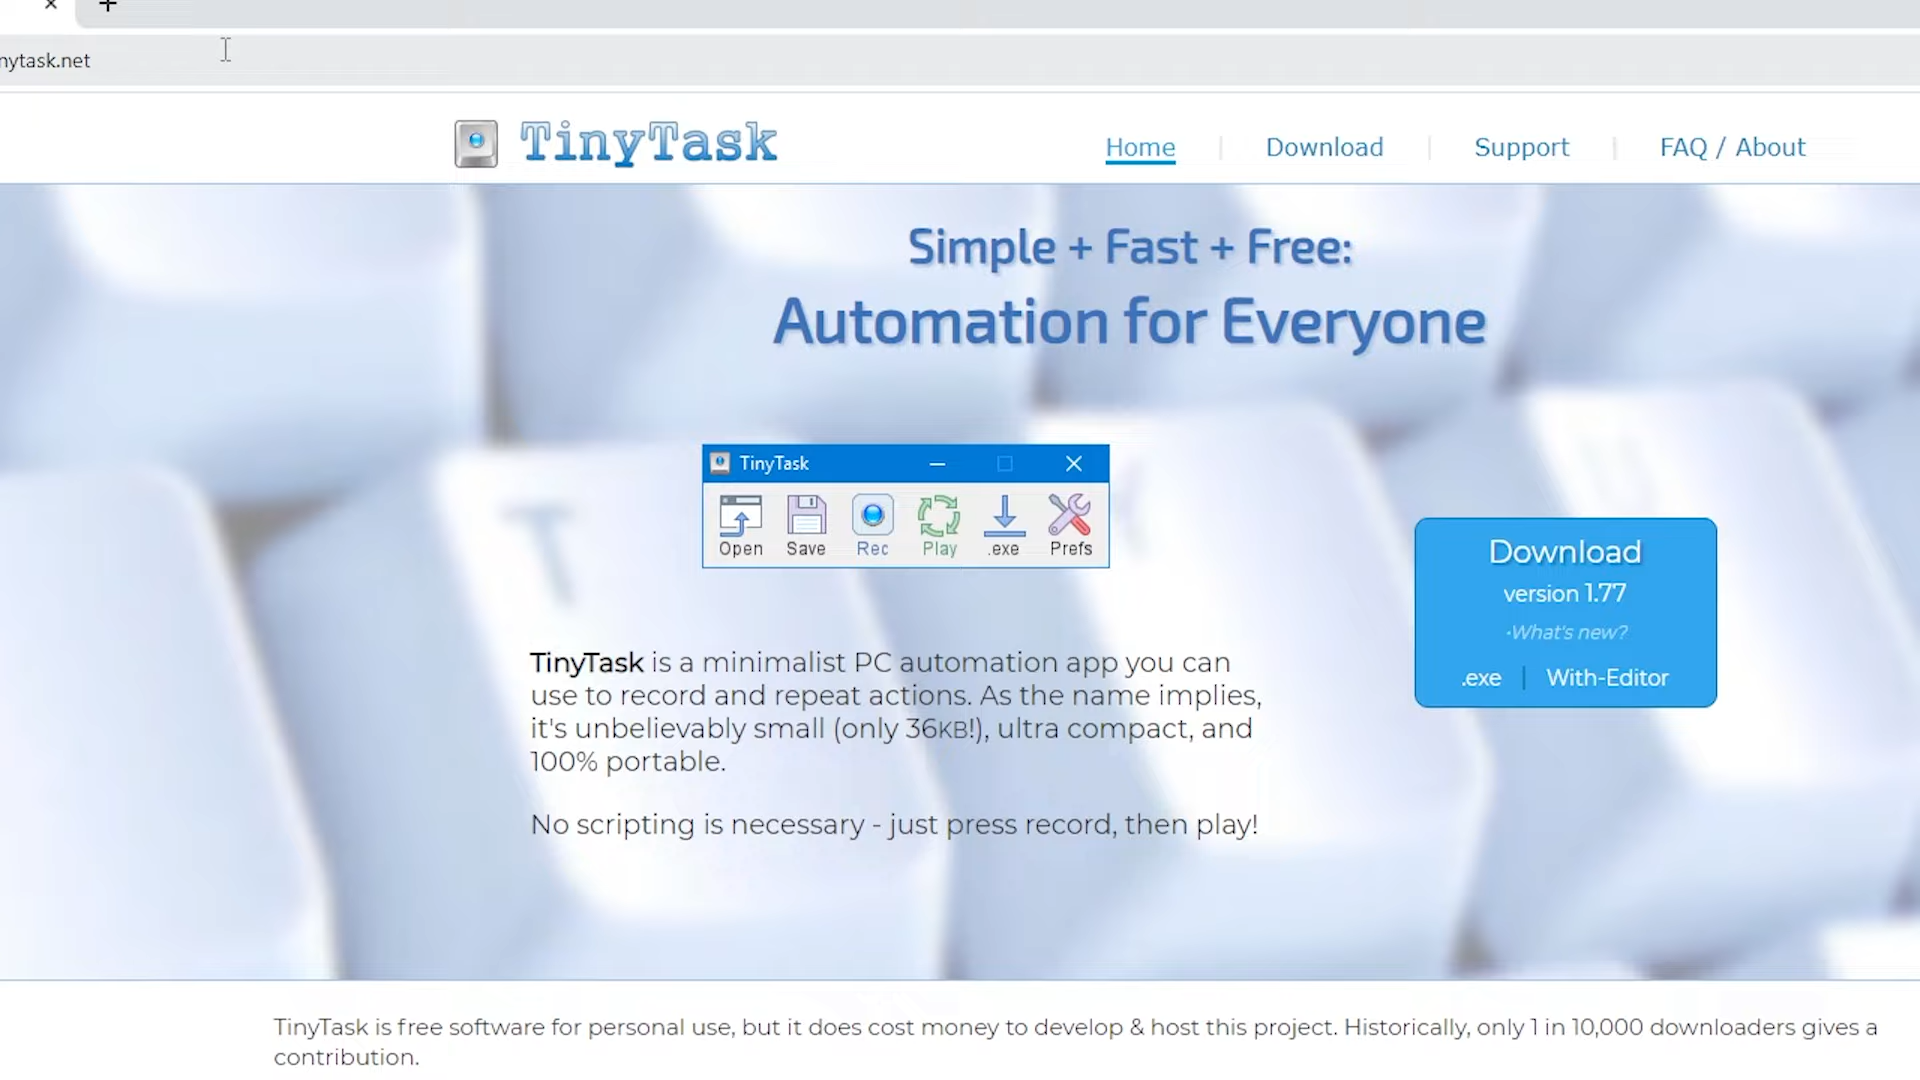 nytask.net
TinyTask
Home | Download | Support | FAQ / About
Simple + Fast + Free:
Automation for Everyone
TinyTask
Open Save Rec Play .exe Prefs
Download
version 1.77
·What's new?
.exe | With-Editor
TinyTask is a minimalist PC automation app you can
use to record and repeat actions. As the name implies,
it's unbelievably small (only 36KB!), ultra compact, and
100% portable.
No scripting is necessary - just press record, then play!
TinyTask is free software for personal use, but it does cost money to develop & host this project. Historically, only 1 in 10,000 downloaders gives a
contribution.